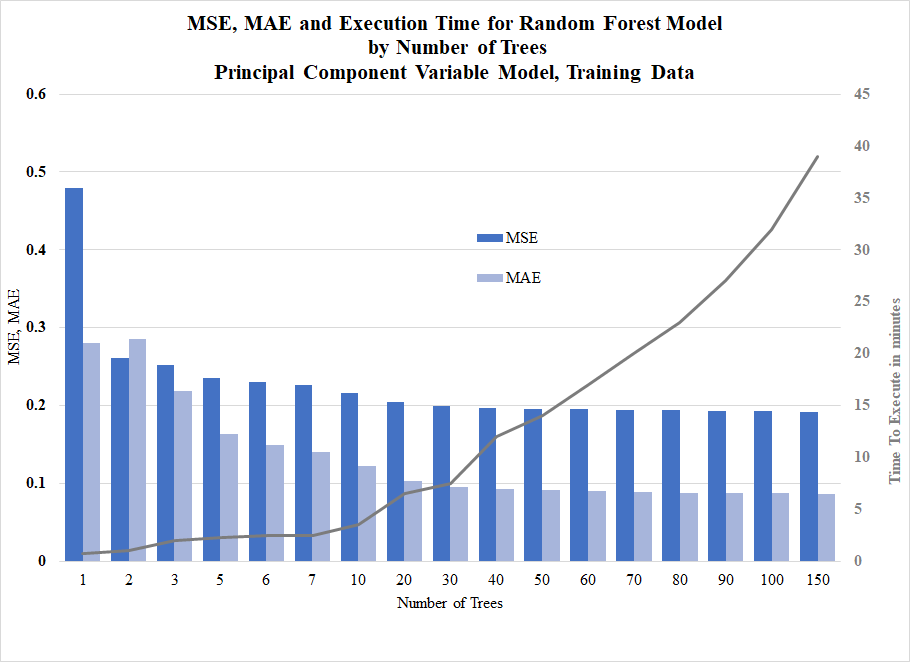 MSE, MAE and Execution Time for Random Forest Model
by Number of Trees
Principal Component Variable Model, Training Data
0.6
0.5
0.4
0.3
0.2
0.1
0
MSE, MAE
MSE
MAE
45
40
35
30
25
20
15
10
5
0
Time To Execute in minutes
1 2 3 5 6 7 10 20 30 40 50 60 70 80 90 100 150
Number of Trees